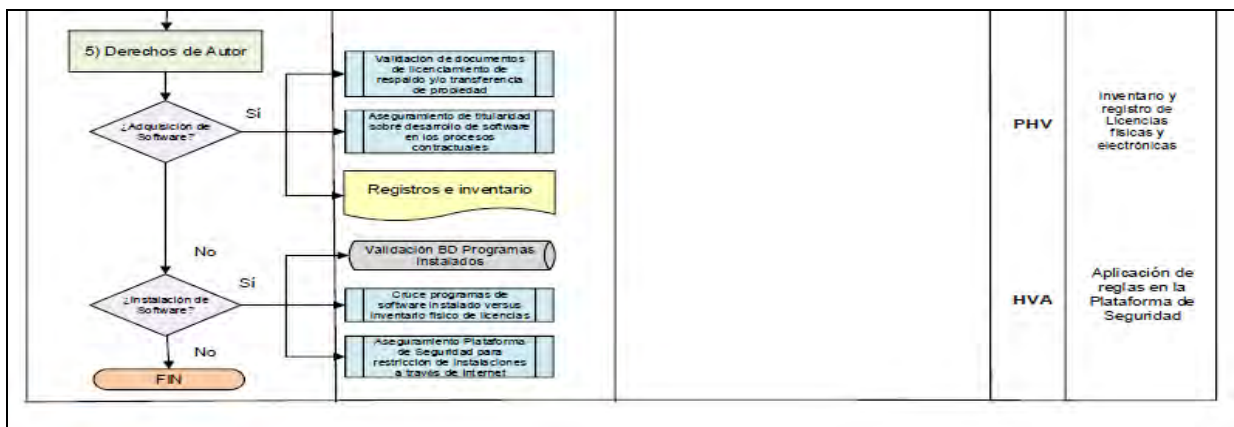 5) Derechos de Autor
Validación de documentos
de licenciamiento de
respaldo y/o transferencia
de propiedad
¿Adquisición de
Software?
Sí
Aseguramiento de titularidad
sobre desarrollo de software
en los procesos
contractuales
PHV
Inventario y
registro de
Licencias
físicas y
electrónicas
Registros e inventario
No
Validación BD Programas
Instalados
¿Instalación de
Software?
Sí
Cruce programas de
software instalado versus
Inventario físico de licencias
HVA
Aplicación de
reglas en la
Plataforma de
Seguridad
No
Aseguramiento Plataforma
de Seguridad para
restricción de instalaciones
a través de Internet
FIN